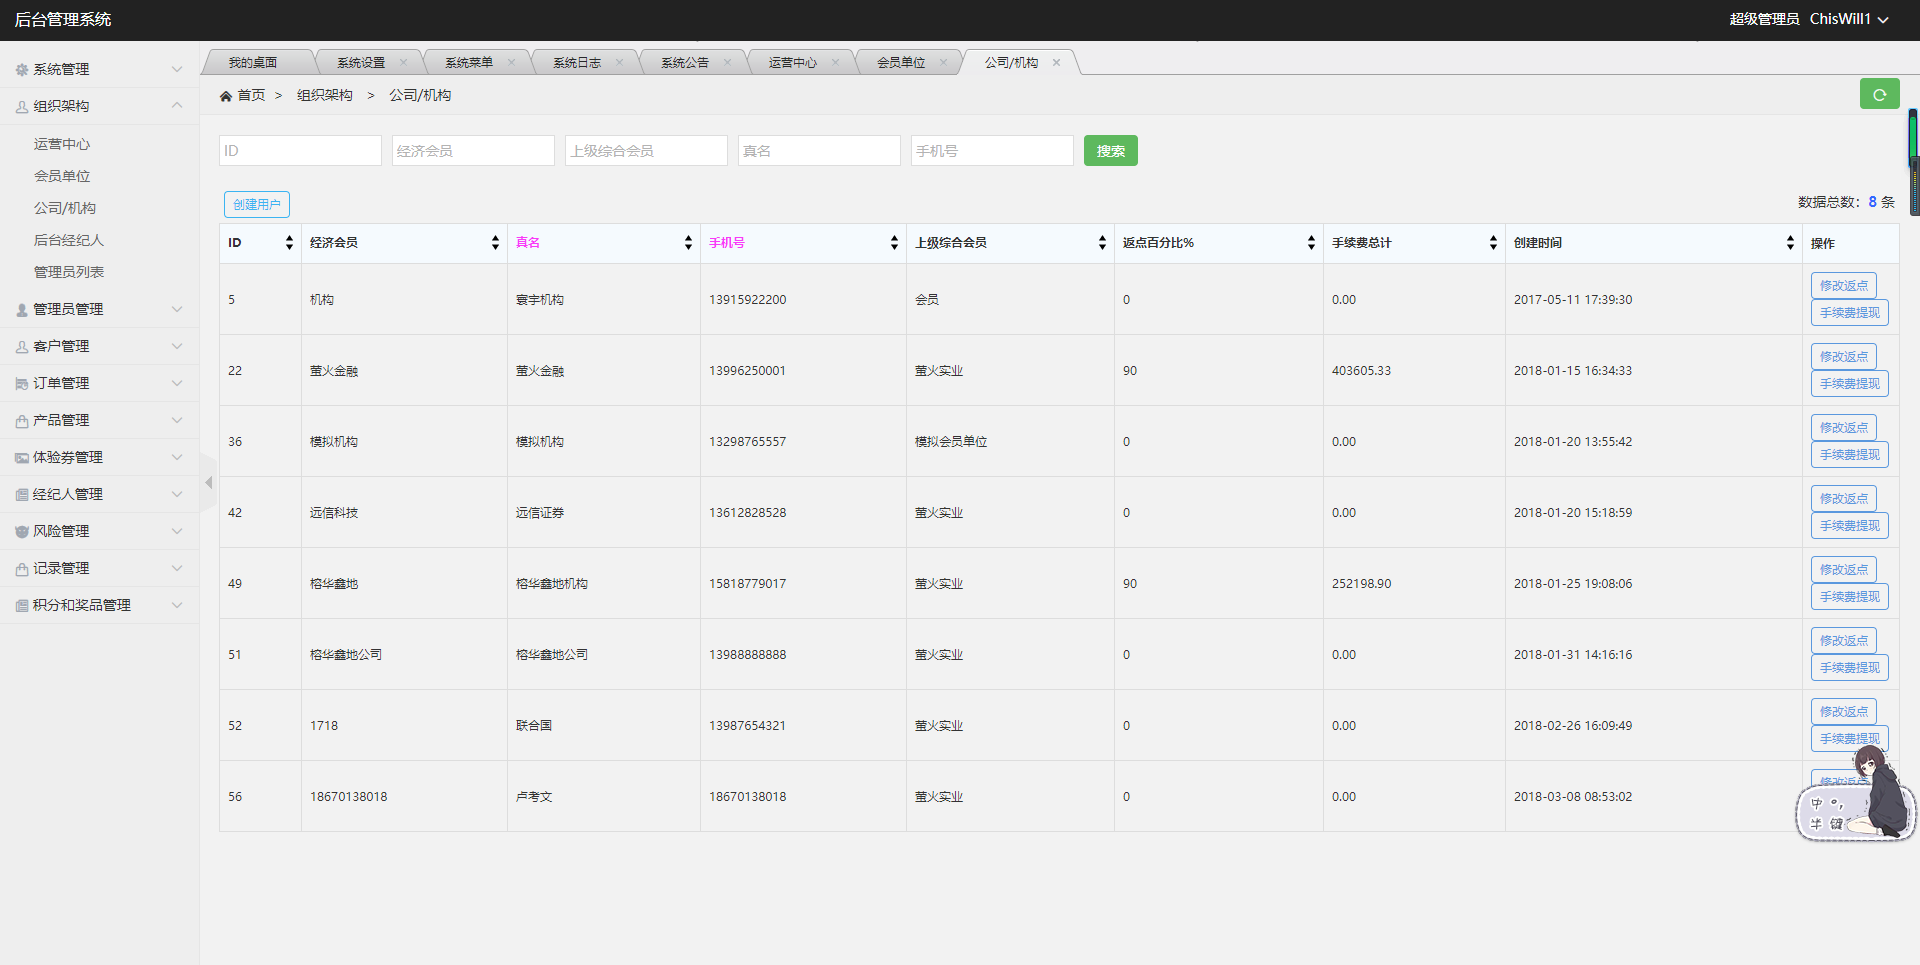 后台管理系统
超级管理员 ChisWill1
系统管理
组织架构
运营中心
会员单位
公司/机构
后台经纪人
管理员列表
管理员管理
客户管理
订单管理
产品管理
体验券管理
经纪人管理
风险管理
记录管理
积分和奖品管理
我的桌面 系统设置 系统菜单 系统日志 系统公告 运营中心 会员单位 公司/机构
首页 > 组织架构 > 公司/机构
ID 经济会员 上级综合会员 真名 手机号 搜索
创建用户
数据总数：8 条
ID 经济会员 真名 手机号 上级综合会员 返点百分比% 手续费总计 创建时间 操作
5 机构 寰宇机构 13915922200 会员 0 0.00 2017-05-11 17:39:30 修改返点
手续费提现
22 萤火金融 萤火金融 13996250001 萤火实业 90 403605.33 2018-01-15 16:34:33 修改返点
手续费提现
36 模拟机构 模拟机构 13298765557 模拟会员单位 0 0.00 2018-01-20 13:55:42 修改返点
手续费提现
42 远信科技 远信证券 13612828528 萤火实业 0 0.00 2018-01-20 15:18:59 修改返点
手续费提现
49 榕华鑫地 榕华鑫地机构 15818779017 萤火实业 90 252198.90 2018-01-25 19:08:06 修改返点
手续费提现
51 榕华鑫地公司 榕华鑫地公司 13988888888 萤火实业 0 0.00 2018-01-31 14:16:16 修改返点
手续费提现
52 1718 联合国 13987654321 萤火实业 0 0.00 2018-02-26 16:09:49 修改返点
手续费提现
56 18670138018 卢考文 18670138018 萤火实业 0 0.00 2018-03-08 08:53:02 修改返点
中 °,
半 键